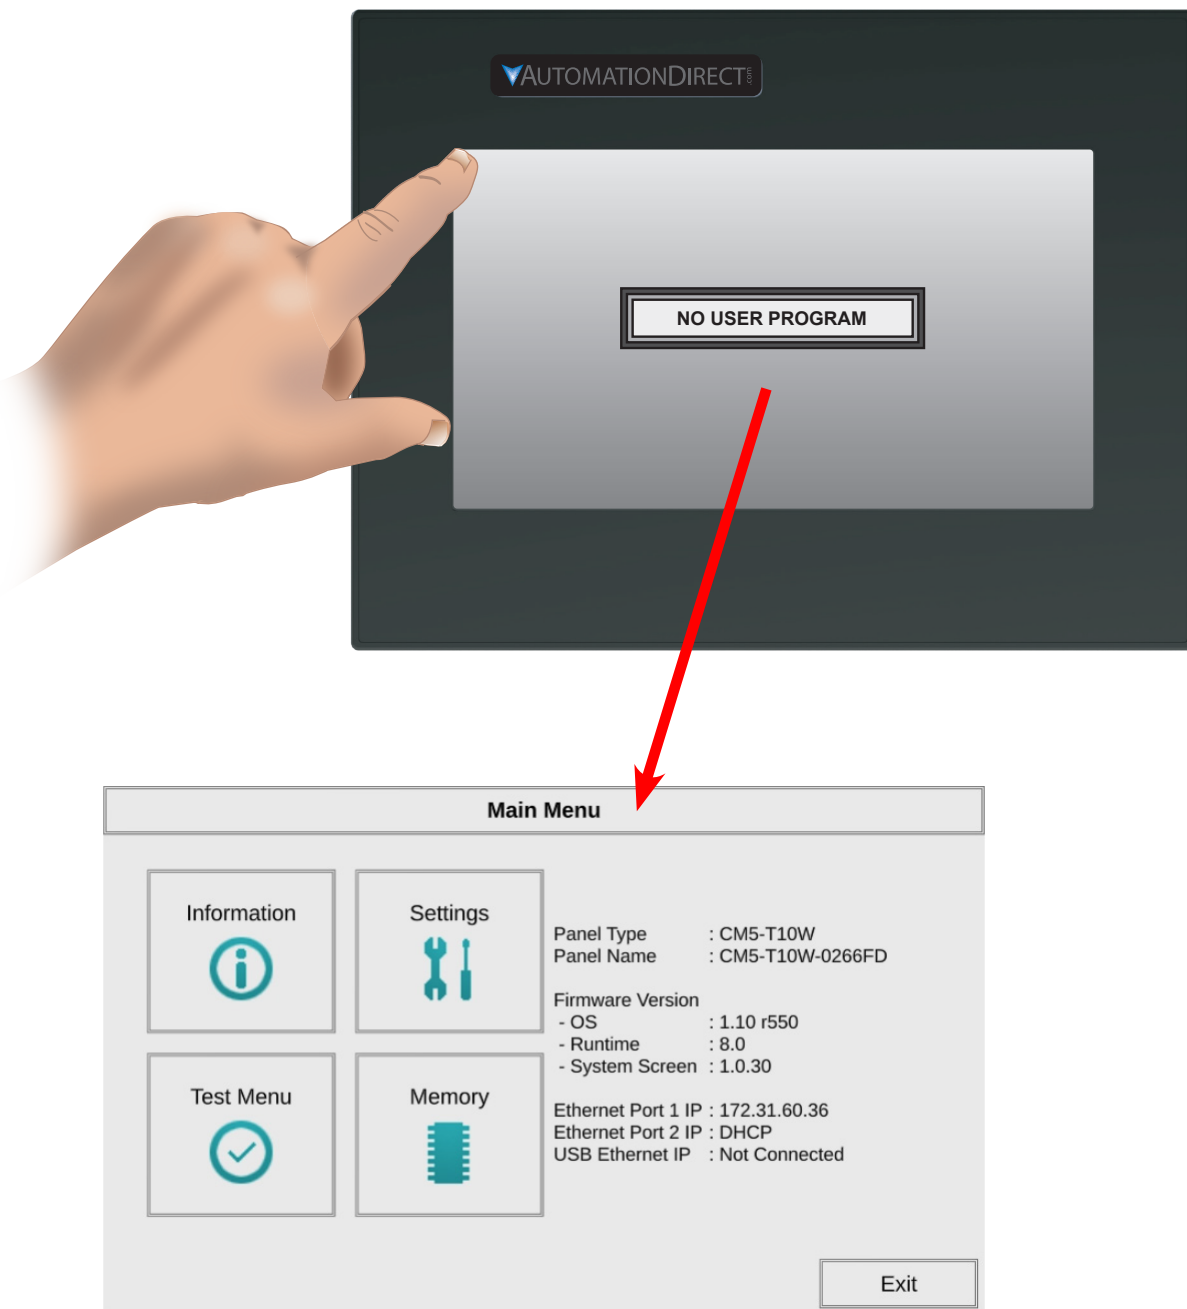 AUTOMATIONDIRECT.com
NO USER PROGRAM
Main Menu
Information
Settings
Test Menu
Memory
Panel Type : CM5-T10W
Panel Name : CM5-T10W-0266FD
Firmware Version
- OS : 1.10 r550
- Runtime : 8.0
- System Screen : 1.0.30
Ethernet Port 1 IP : 172.31.60.36
Ethernet Port 2 IP : DHCP
USB Ethernet IP : Not Connected
Exit